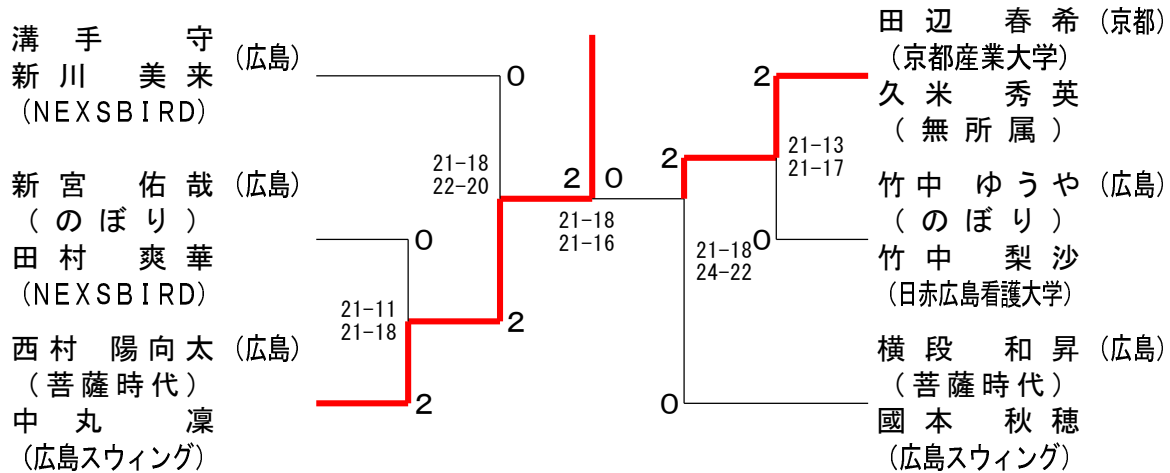 溝手 守 (広島)
新川 美来
(NEXSBIRD)
新宮 佑哉 (広島)
(のぼり)
田村 爽華
(NEXSBIRD)
西村 陽向太 (広島)
(菩薩時代)
中丸 凜
(広島スウィング)
0
21-18
22-20
0
21-11
21-18
2
2
2 0
21-18
21-16
2
2
21-13
21-17
0
21-18
24-22
0
田辺 春希 (京都)
(京都産業大学)
久米 秀英
(無所属)
竹中 ゆうや (広島)
(のぼり)
竹中 梨沙
(日赤広島看護大学)
横段 和昇 (広島)
(菩薩時代)
國本 秋穂
(広島スウィング)